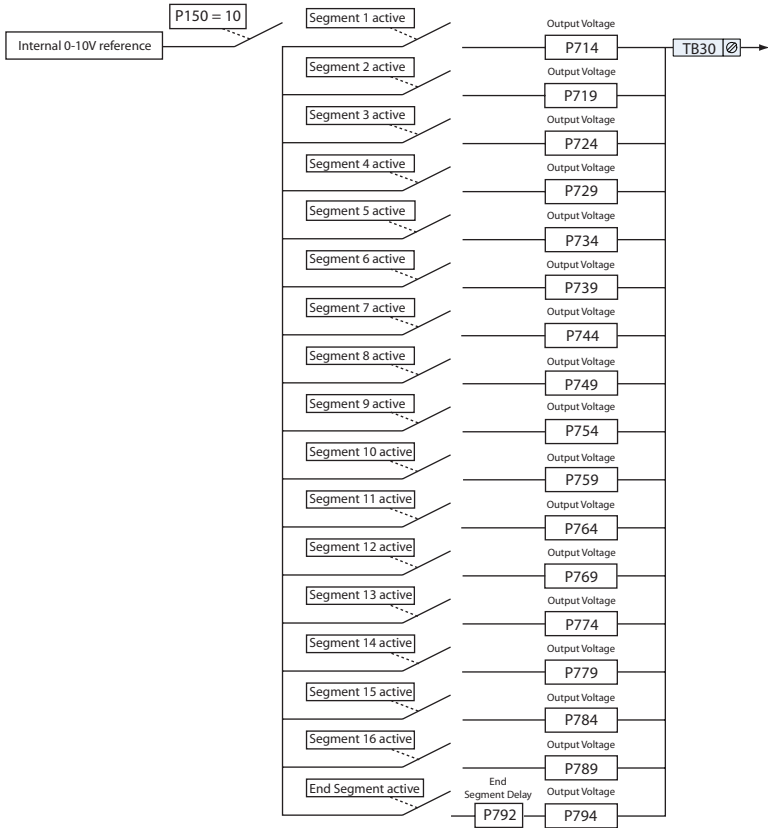 P150 = 10
Internal 0-10V reference
Segment 1 active
Output Voltage
P714
TB30
Segment 2 active
Output Voltage
P719
Segment 3 active
Output Voltage
P724
Segment 4 active
Output Voltage
P729
Segment 5 active
Output Voltage
P734
Segment 6 active
Output Voltage
P739
Segment 7 active
Output Voltage
P744
Segment 8 active
Output Voltage
P749
Segment 9 active
Output Voltage
P754
Segment 10 active
Output Voltage
P759
Segment 11 active
Output Voltage
P764
Segment 12 active
Output Voltage
P769
Segment 13 active
Output Voltage
P774
Segment 14 active
Output Voltage
P779
Segment 15 active
Output Voltage
P784
Segment 16 active
Output Voltage
P789
End Segment active
End
Segment Delay
P792
Output Voltage
P794